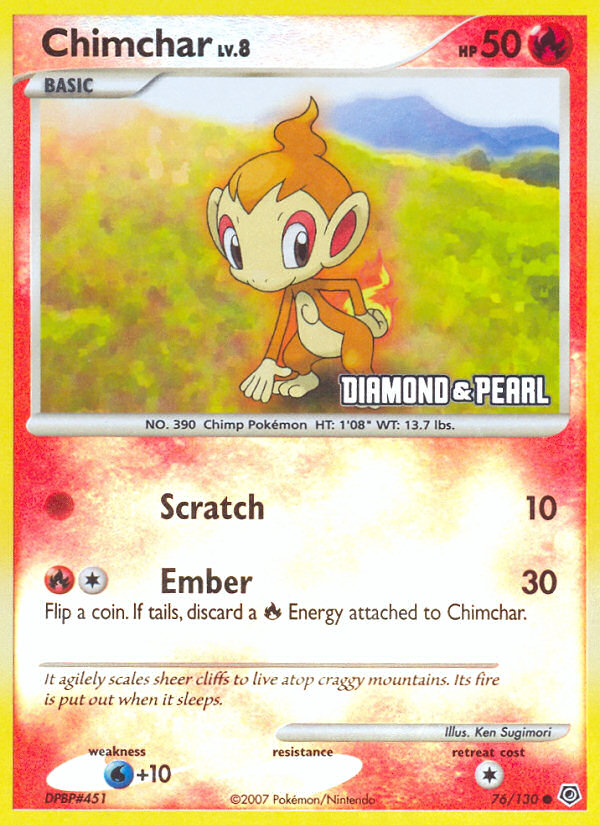 Chimchar LV.8
HP 50
BASIC
DIAMOND & PEARL
NO. 390 Chimp Pokémon HT: 1'08" WT: 13.7 lbs.
Scratch 10
Ember 30
Flip a coin. If tails, discard a Energy attached to Chimchar.
It agilely scales sheer cliffs to live atop craggy mountains. Its fire
is put out when it sleeps.
Illus. Ken Sugimori
weakness resistance retreat cost
+10
DPBP#451 ©2007 Pokémon/Nintendo 76/130